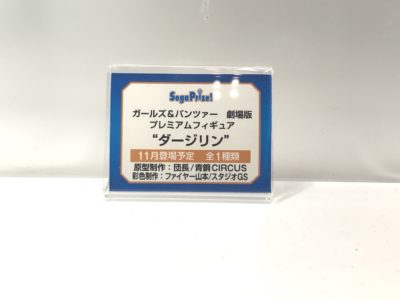 SegaPrize!
ガールズ&パンツァー 劇場版
プレミアムフィギュア
“ダージリン”
11月登場予定 全1種類
原型制作：団長/青銅CIRCUS
彩色制作：ファイヤー山本/スタジオGS